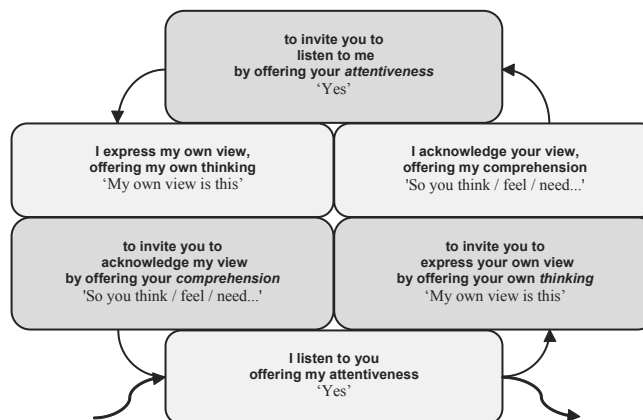 to invite you to
listen to me
by offering your attentiveness
‘Yes’
I express my own view,
offering my own thinking
‘My own view is this’
I acknowledge your view,
offering my comprehension
'So you think / feel / need...'
to invite you to
acknowledge my view
by offering your comprehension
'So you think / feel / need...'
to invite you to
express your own view
by offering your own thinking
‘My own view is this’
I listen to you
offering my attentiveness
‘Yes’